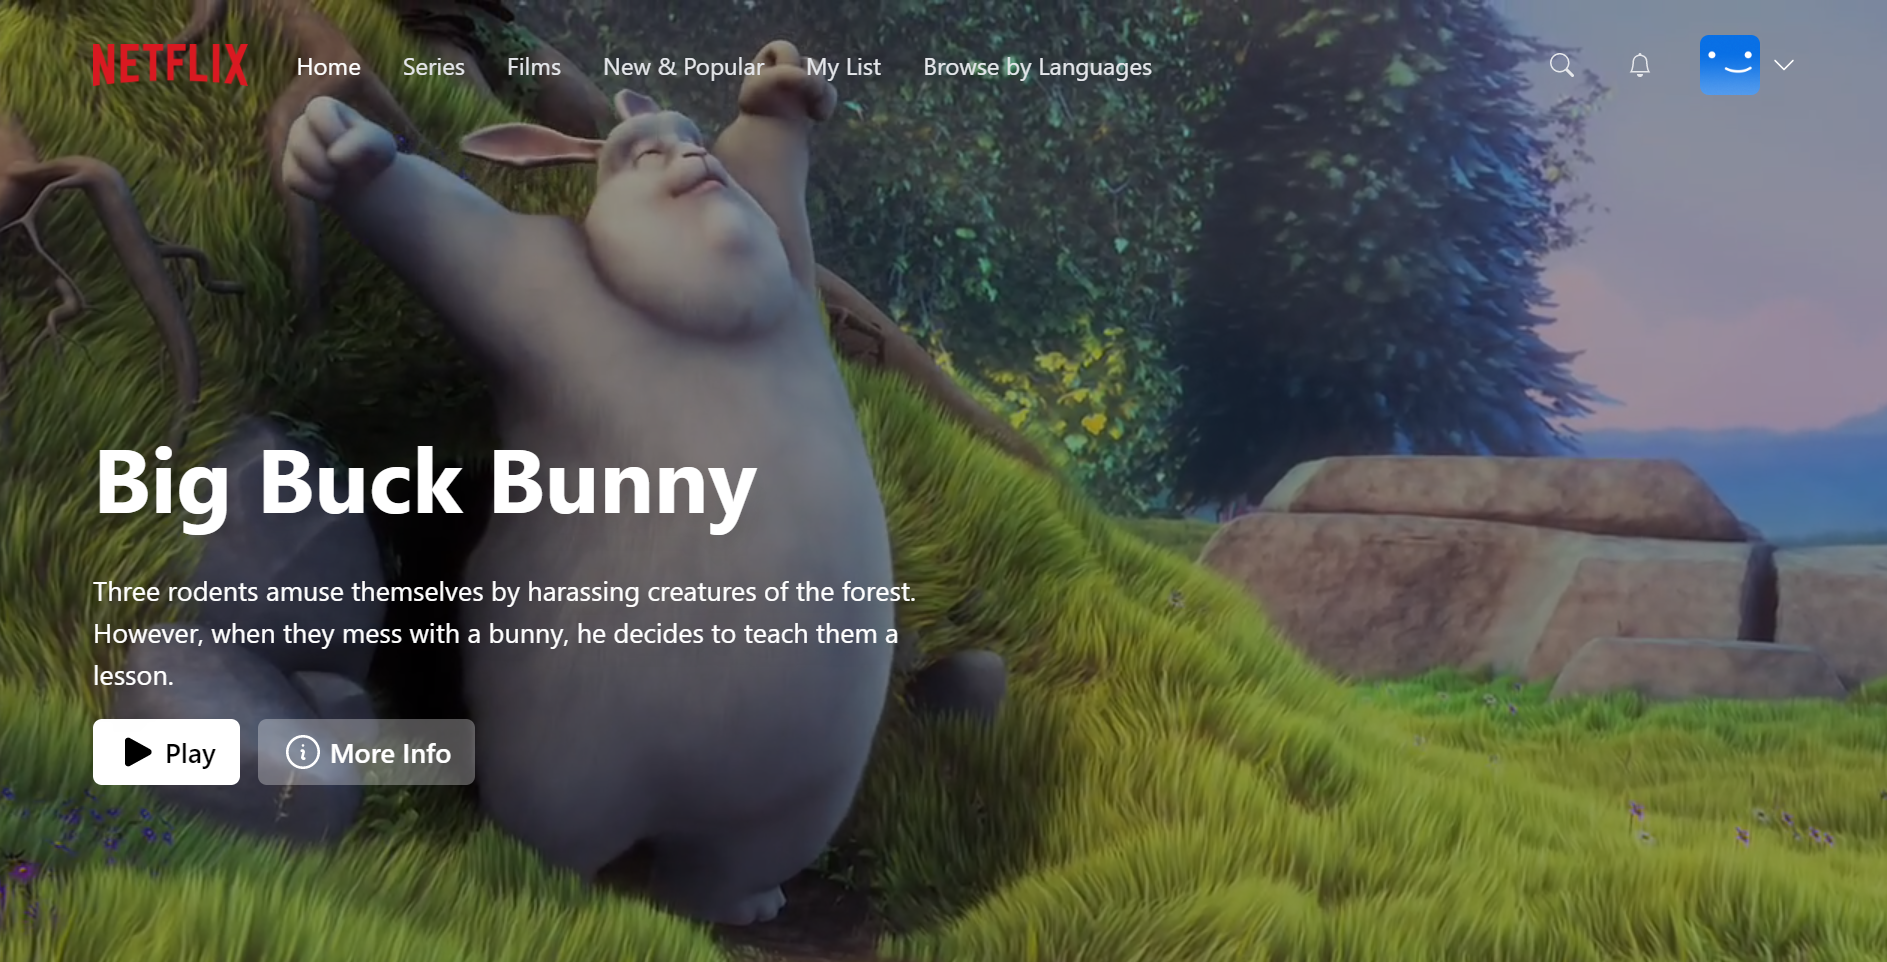 NETFLIX
Home
Series
Films
New & Popular
My List
Browse by Languages
Big Buck Bunny
Three rodents amuse themselves by harassing creatures of the forest.
However, when they mess with a bunny, he decides to teach them a
lesson.
Play
More Info